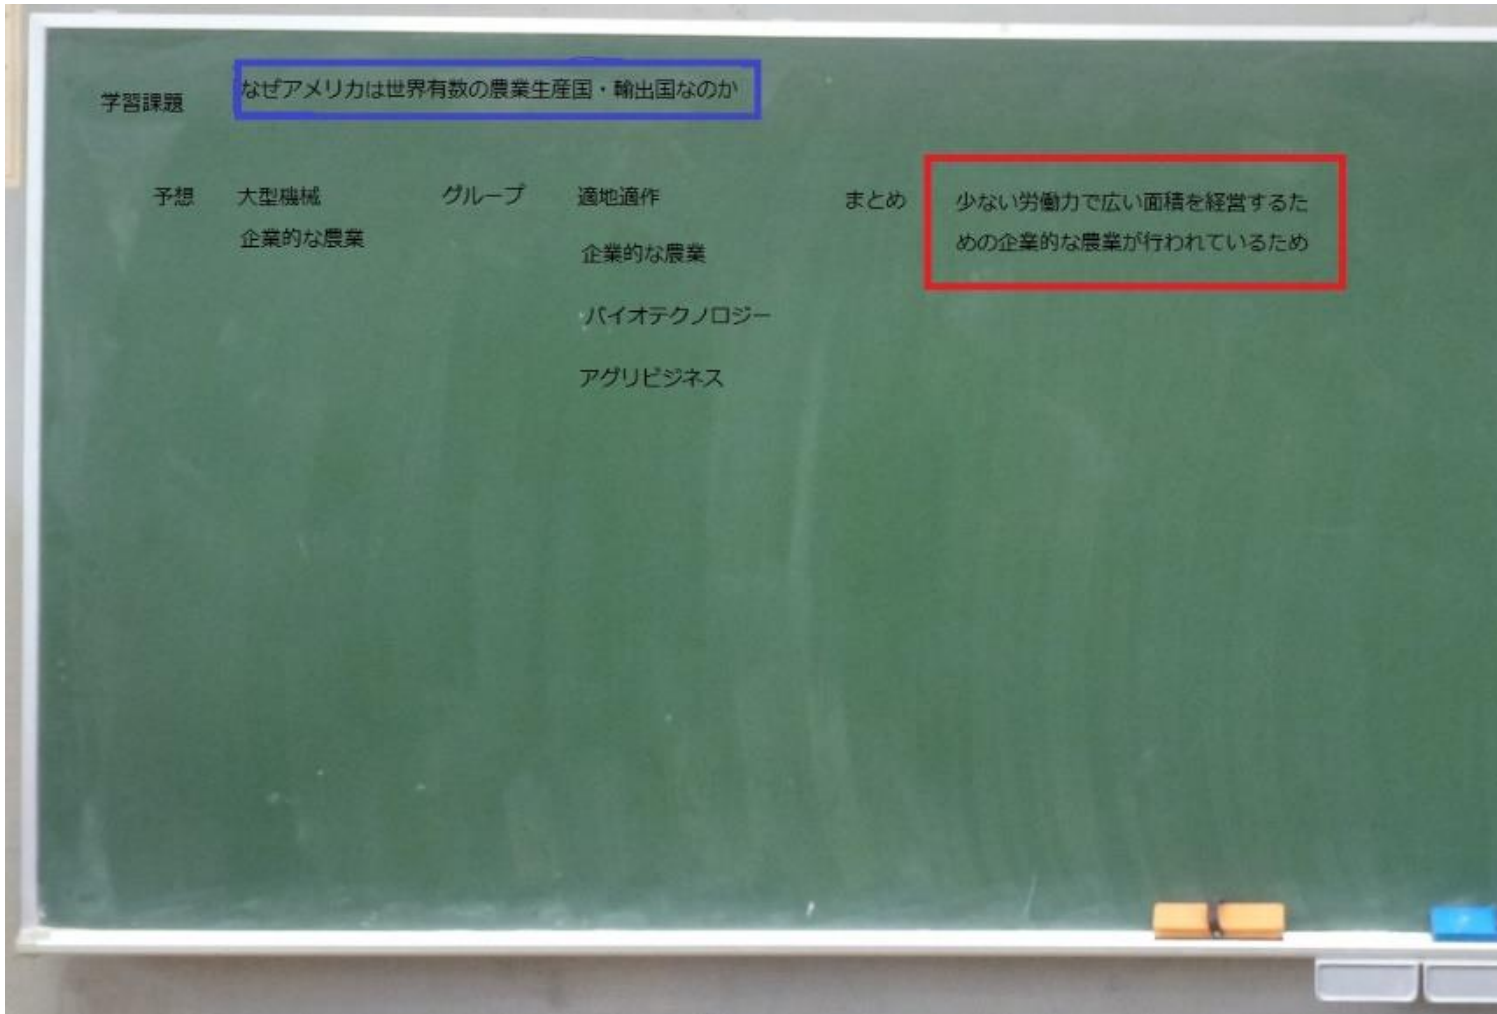 学習課題
なぜアメリカは世界有数の農業生産国・輸出国なのか
予想
大型機械
企業的な農業
グループ
適地適作
企業的な農業
バイオテクノロジー
アグリビジネス
まとめ
少ない労働力で広い面積を経営するた
めの企業的な農業が行われているため